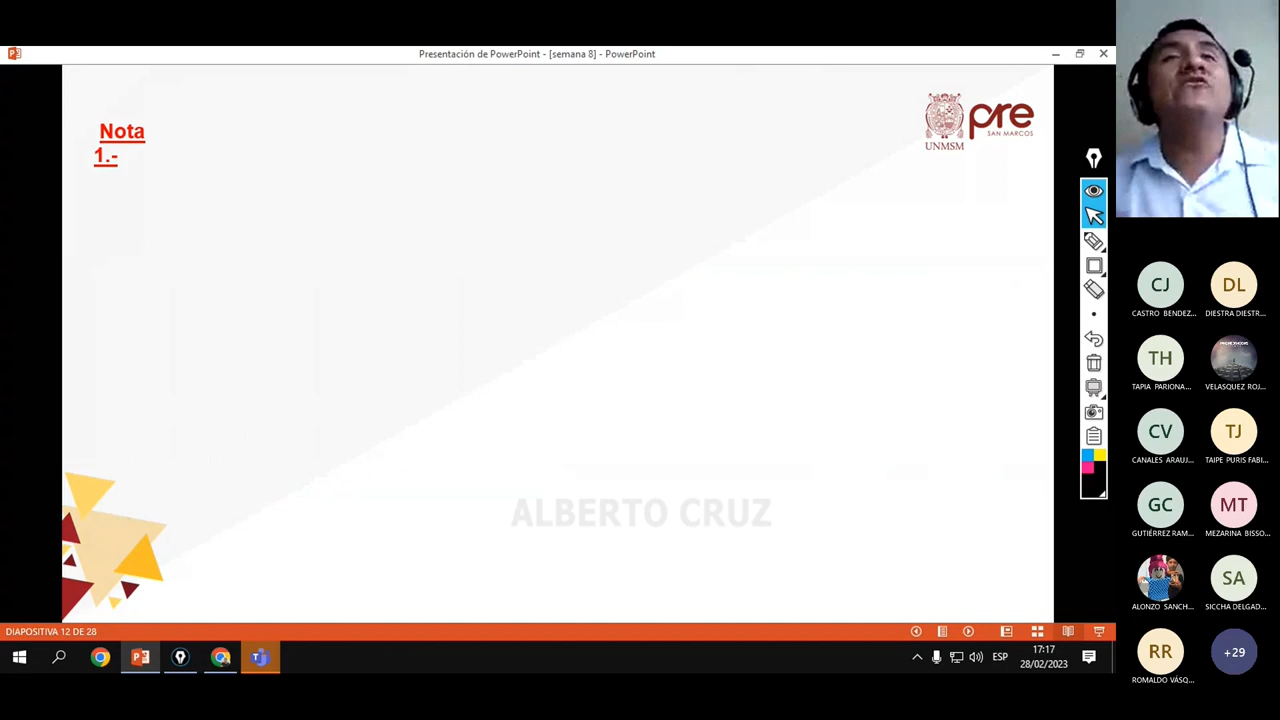 Presentación de PowerPoint - [semana 8] - PowerPoint
Nota
1.-
UNMSM
pre
SAN MARCOS
ALBERTO CRUZ
CJ
CASTRO BENDEZ...
DL
DIESTRA DIESTR...
TH
TAPIA PARIONA...
VELASQUEZ ROJ...
CV
CANALES ARAUJ...
TJ
TAIPE PURIS FABI...
GC
GUTIÉRREZ RAM...
MT
MEZARINA BISSO...
ALONZO SANCH...
SA
SICCHA DELGAD...
RR
ROMALDO VÁSQ...
+29
DIAPOSITIVA 12 DE 28
ESP
17:17
28/02/2023